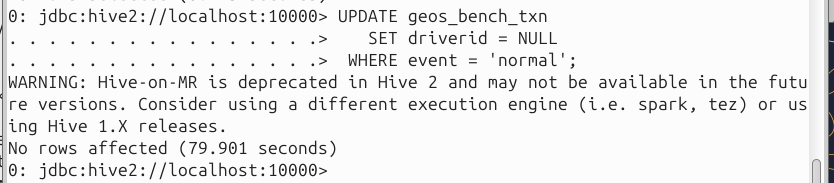 0: jdbc:hive2://localhost:10000> UPDATE geos_bench_txn
. . . . . . . . . . . . . . . .>    SET driverid = NULL
. . . . . . . . . . . . . . . .>  WHERE event = 'normal';
WARNING: Hive-on-MR is deprecated in Hive 2 and may not be available in the futu
re versions. Consider using a different execution engine (i.e. spark, tez) or us
ing Hive 1.X releases.
No rows affected (79.901 seconds)
0: jdbc:hive2://localhost:10000>